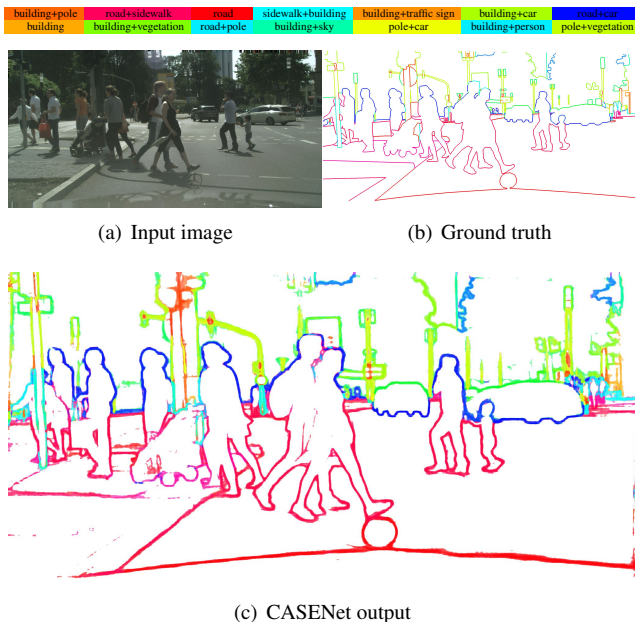 building+pole road+sidewalk road sidewalk+building building+traffic sign building+car road+car
building building+vegetation road+pole building+sky pole+car building+person pole+vegetation
(a) Input image (b) Ground truth
(c) CASENet output